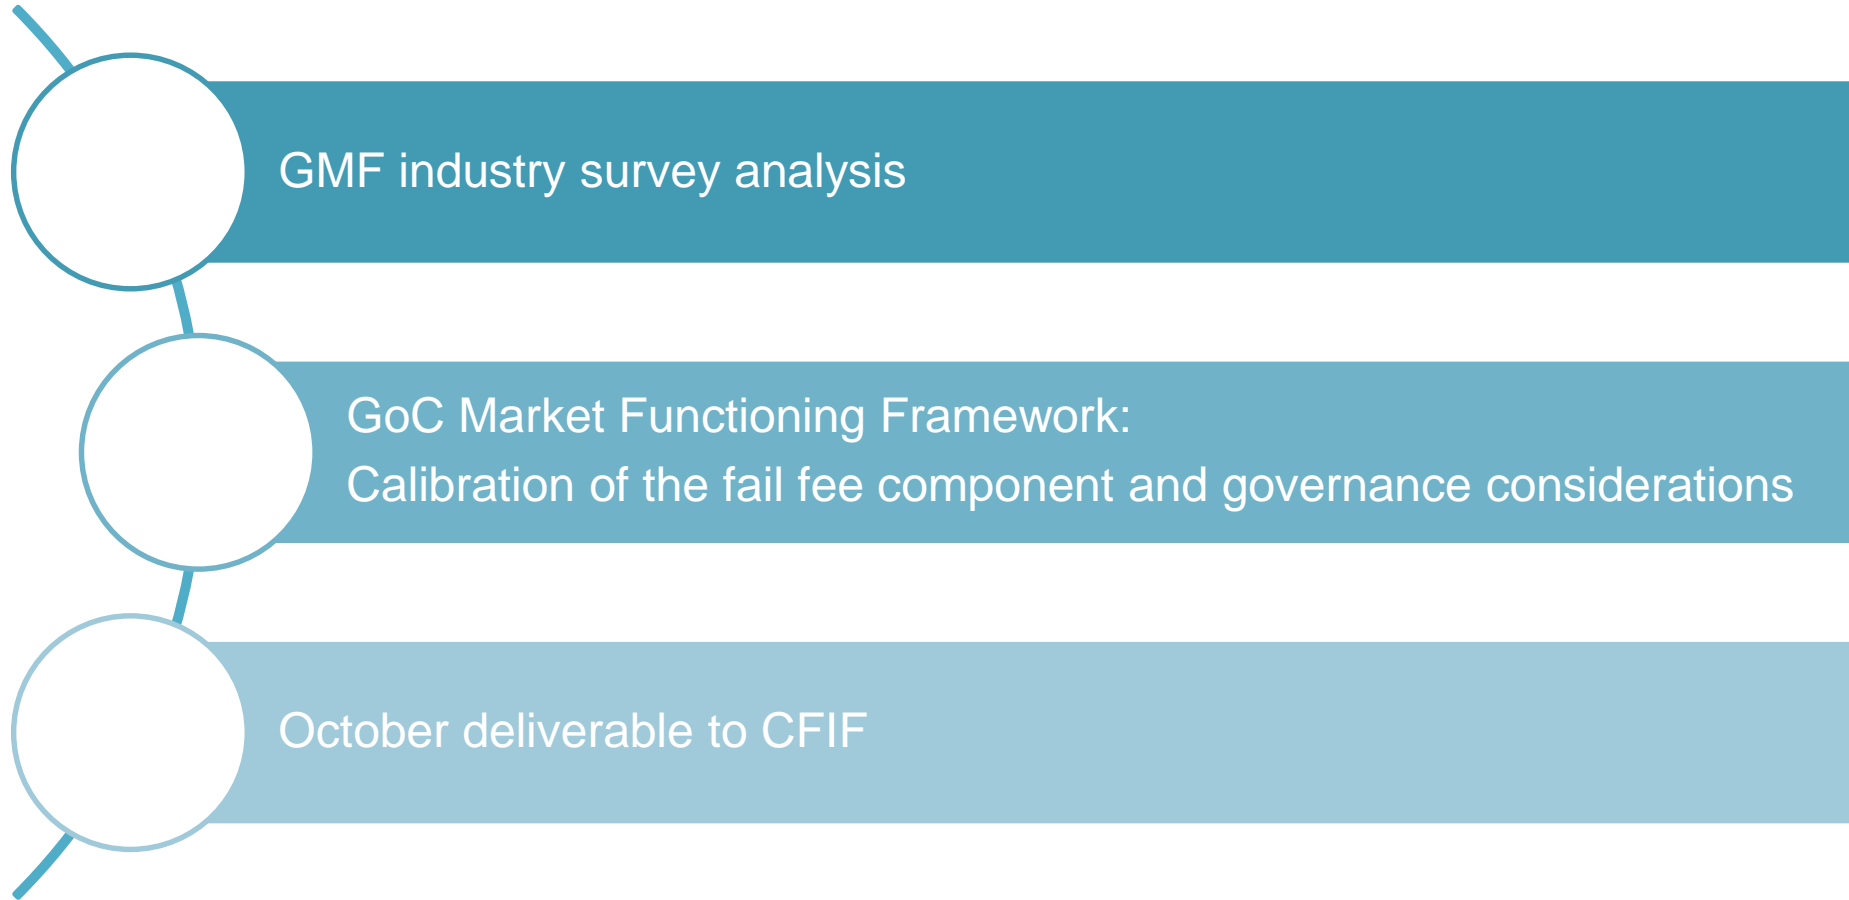 GMF industry survey analysis
GoC Market Functioning Framework:
Calibration of the fail fee component and governance considerations
October deliverable to CFIF